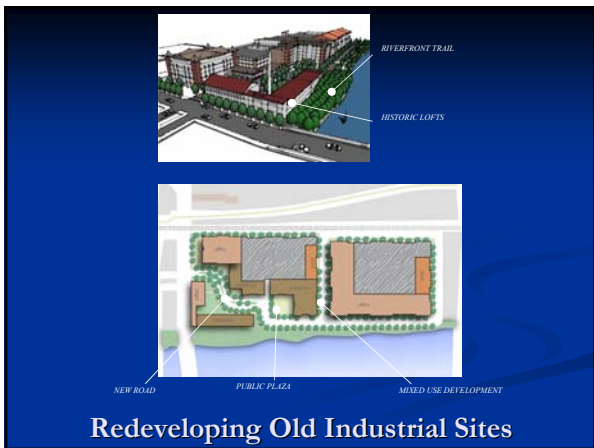 RIVERFRONT TRAIL
HISTORIC LOFTS
NEW ROAD
PUBLIC PLAZA
MIXED USE DEVELOPMENT
Redeveloping Old Industrial Sites